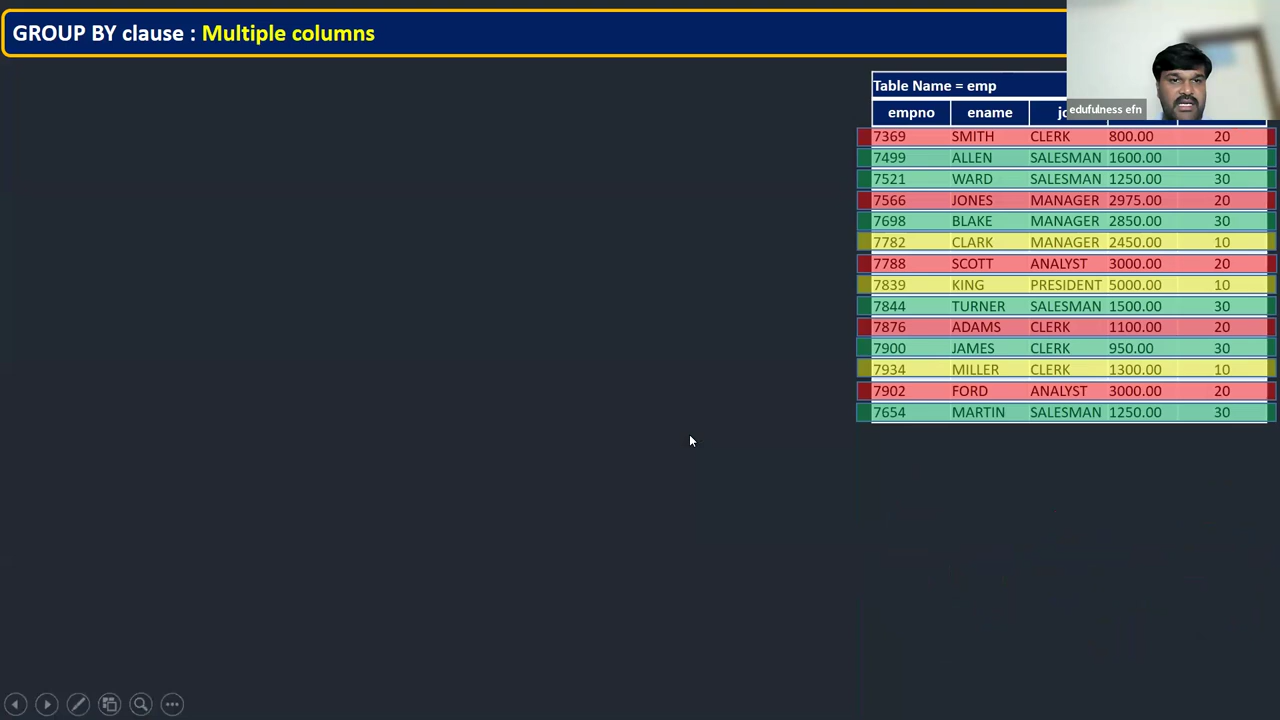 GROUP BY clause : Multiple columns
Table Name = emp
edufulness efn
empno ename
7369 SMITH CLERK 800.00 20
7499 ALLEN SALESMAN 1600.00 30
7521 WARD SALESMAN 1250.00 30
7566 JONES MANAGER 2975.00 20
7698 BLAKE MANAGER 2850.00 30
7782 CLARK MANAGER 2450.00 10
7788 SCOTT ANALYST 3000.00 20
7839 KING PRESIDENT 5000.00 10
7844 TURNER SALESMAN 1500.00 30
7876 ADAMS CLERK 1100.00 20
7900 JAMES CLERK 950.00 30
7934 MILLER CLERK 1300.00 10
7902 FORD ANALYST 3000.00 20
7654 MARTIN SALESMAN 1250.00 30